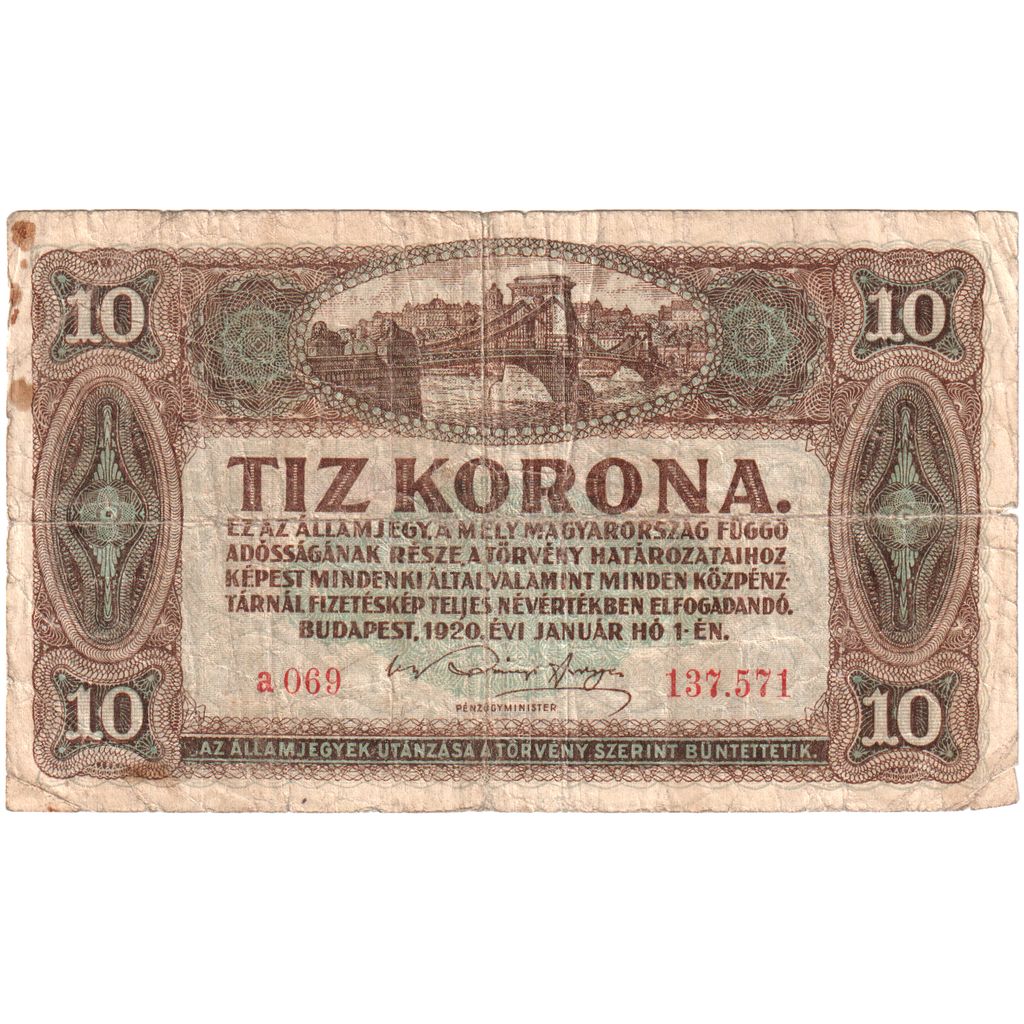 10 10
TIZ KORONA.
EZ AZ ÁLLAMJEGY, A MELY MAGYARORSZÁG FÜGGŐ
ADÓSSÁGÁNAK RÉSZE, A TÖRVÉNY HATÁROZATAIHOZ
KÉPEST MINDENKI ÁLTAL, VALAMINT MINDEN KÖZPÉNZ-
TÁRNÁL FIZETÉSKÉP TELJES NÉVÉRTÉKBEN ELFOGADANDÓ.
BUDAPEST, 1920. ÉVI JANUÁR HÓ 1-ÉN.
a 069 137.571
PÉNZÜGYMINISTER
10 10
AZ ÁLLAMJEGYEK UTÁNZÁSA A TÖRVÉNY SZERINT BÜNTETTETIK.